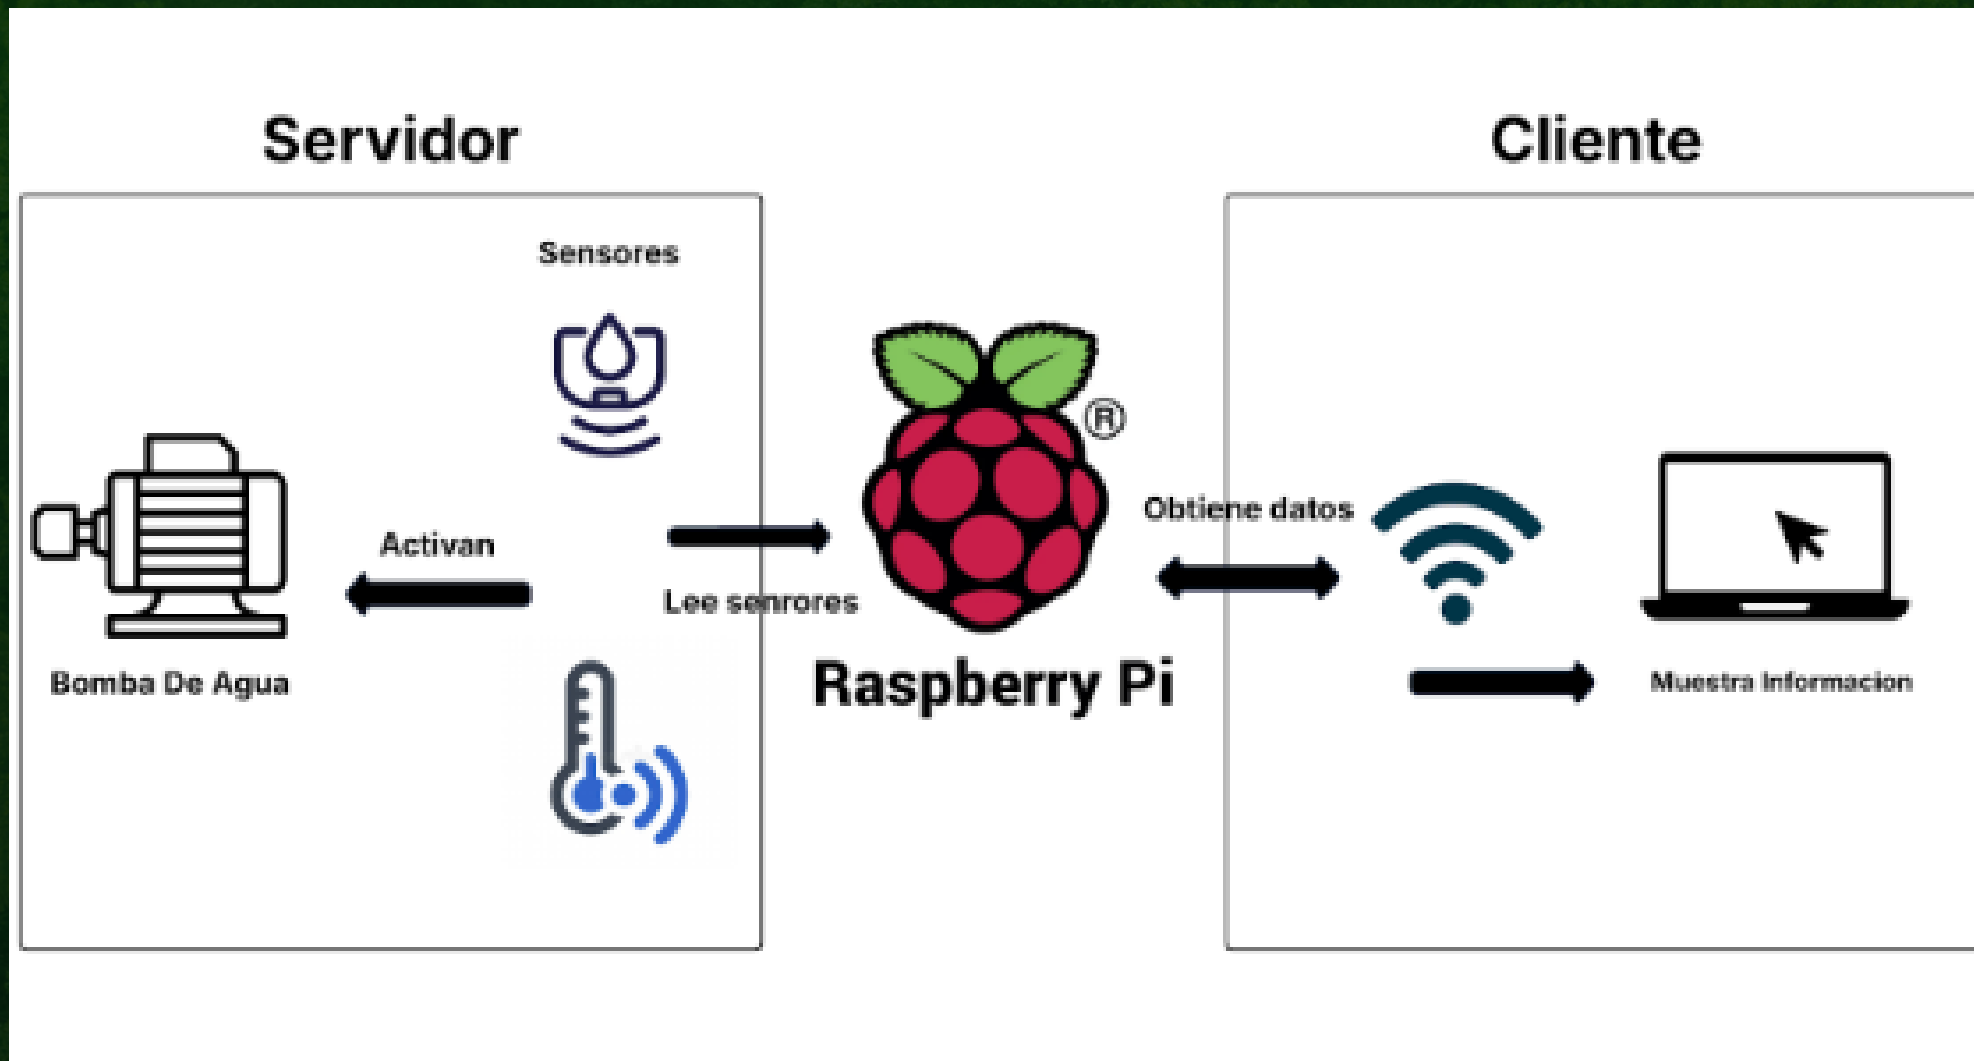 Servidor
Cliente
Sensores
Activan
Bomba De Agua
Lee senrores
®
Raspberry Pi
Obtiene datos
Muestra Informacion